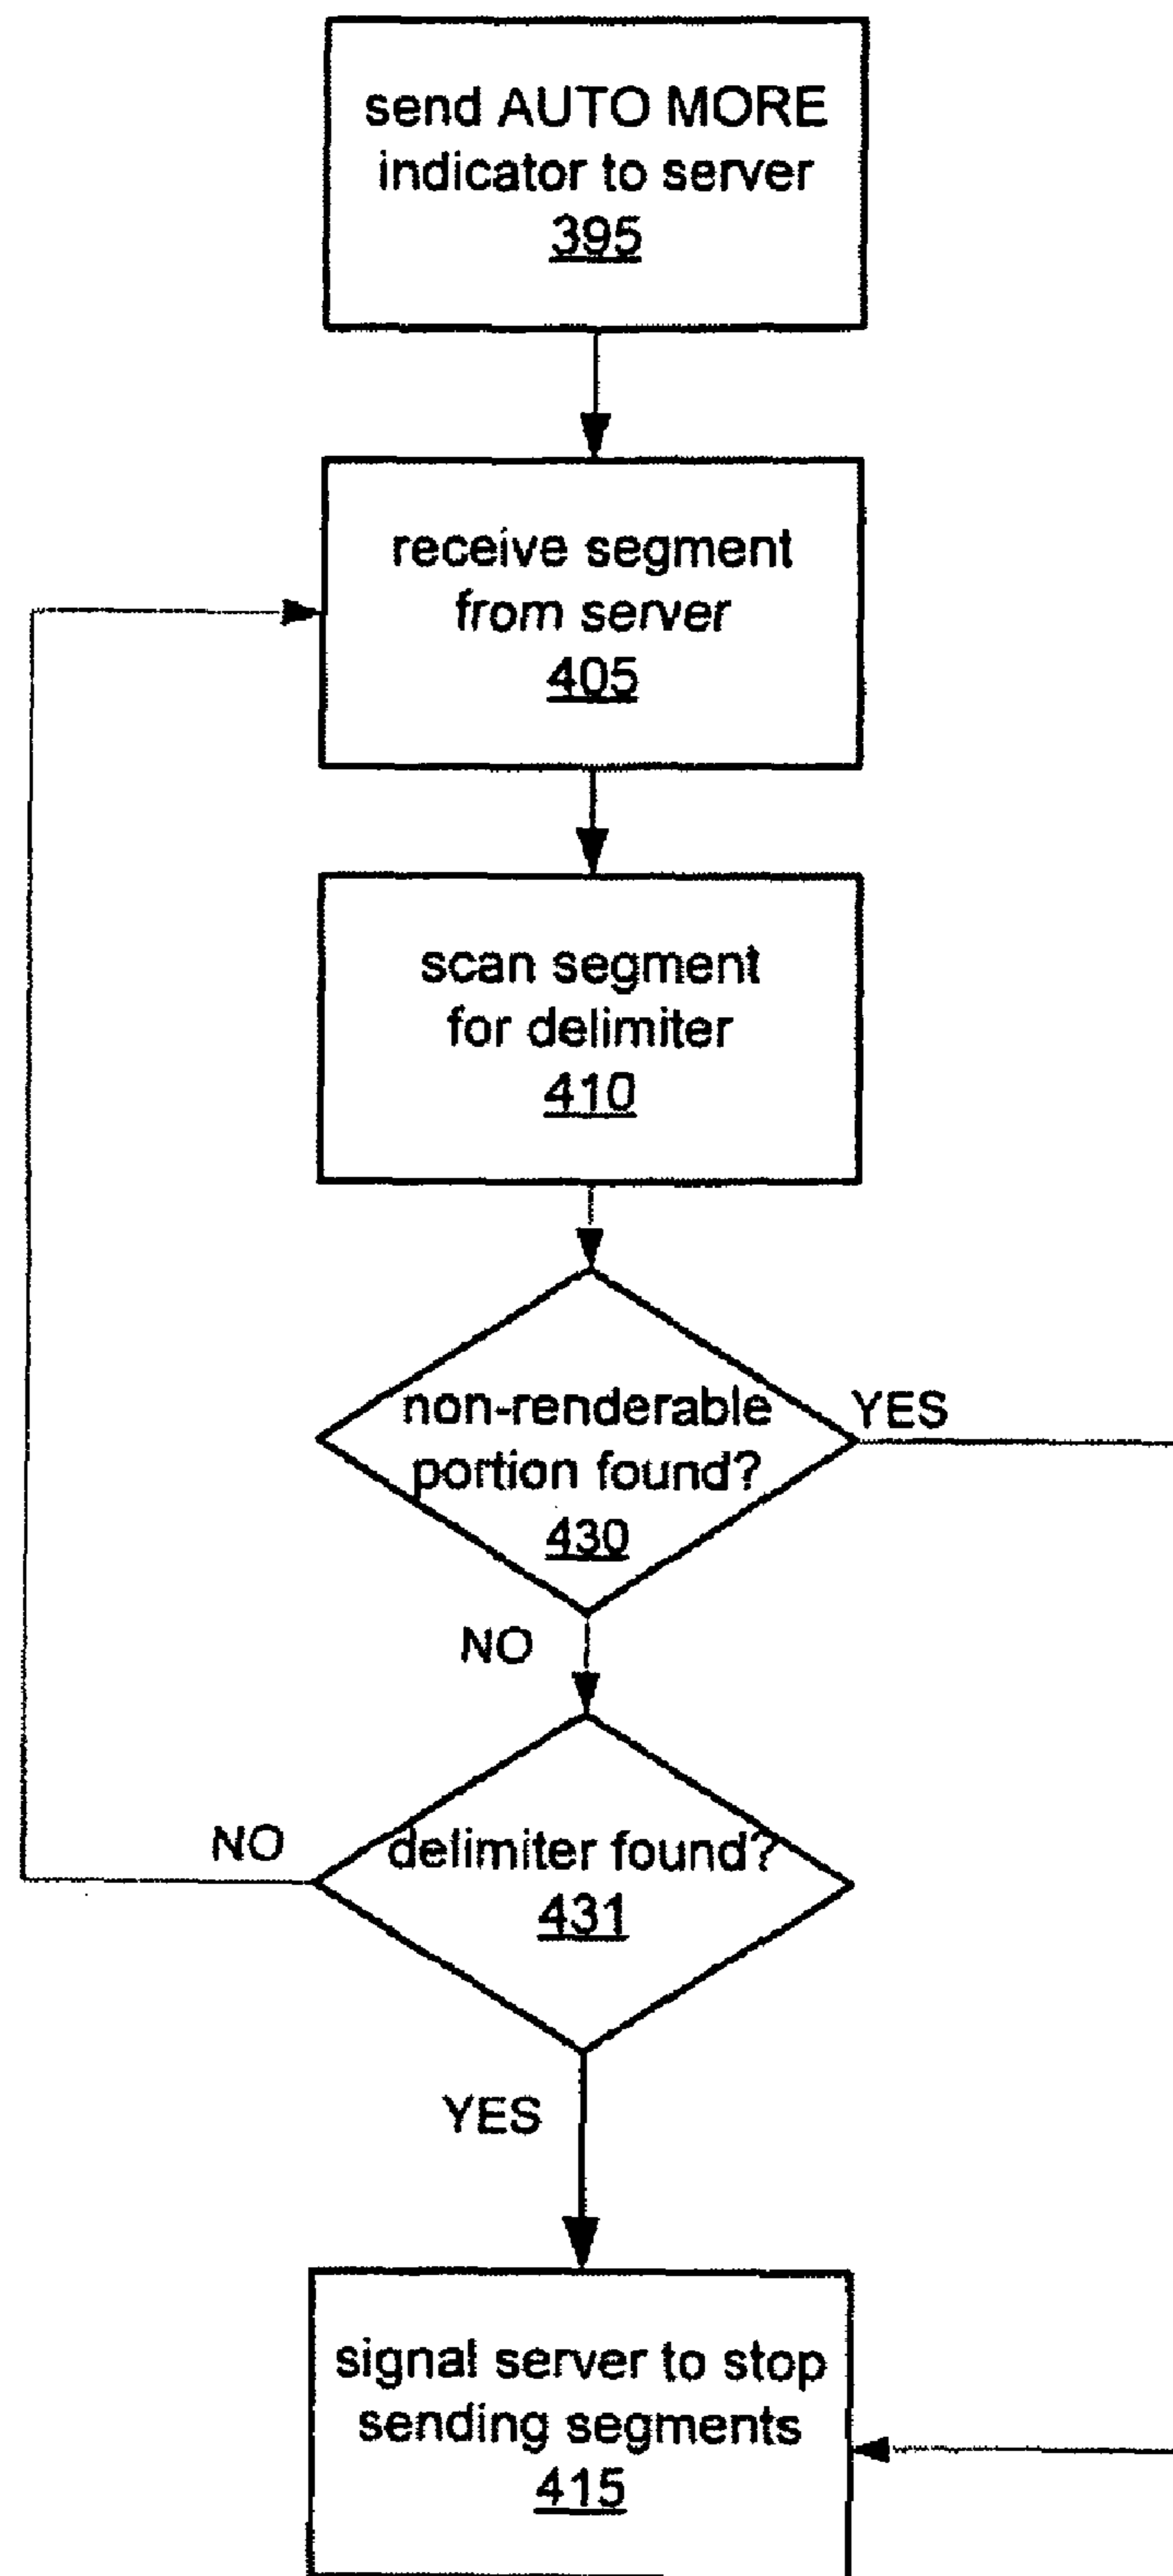 send AUTO MORE
indicator to server
395
receive segment
from server
405
scan segment
for delimiter
410
non-renderable
portion found?
430
YES
NO
delimiter found?
431
NO
YES
signal server to stop
sending segments
415